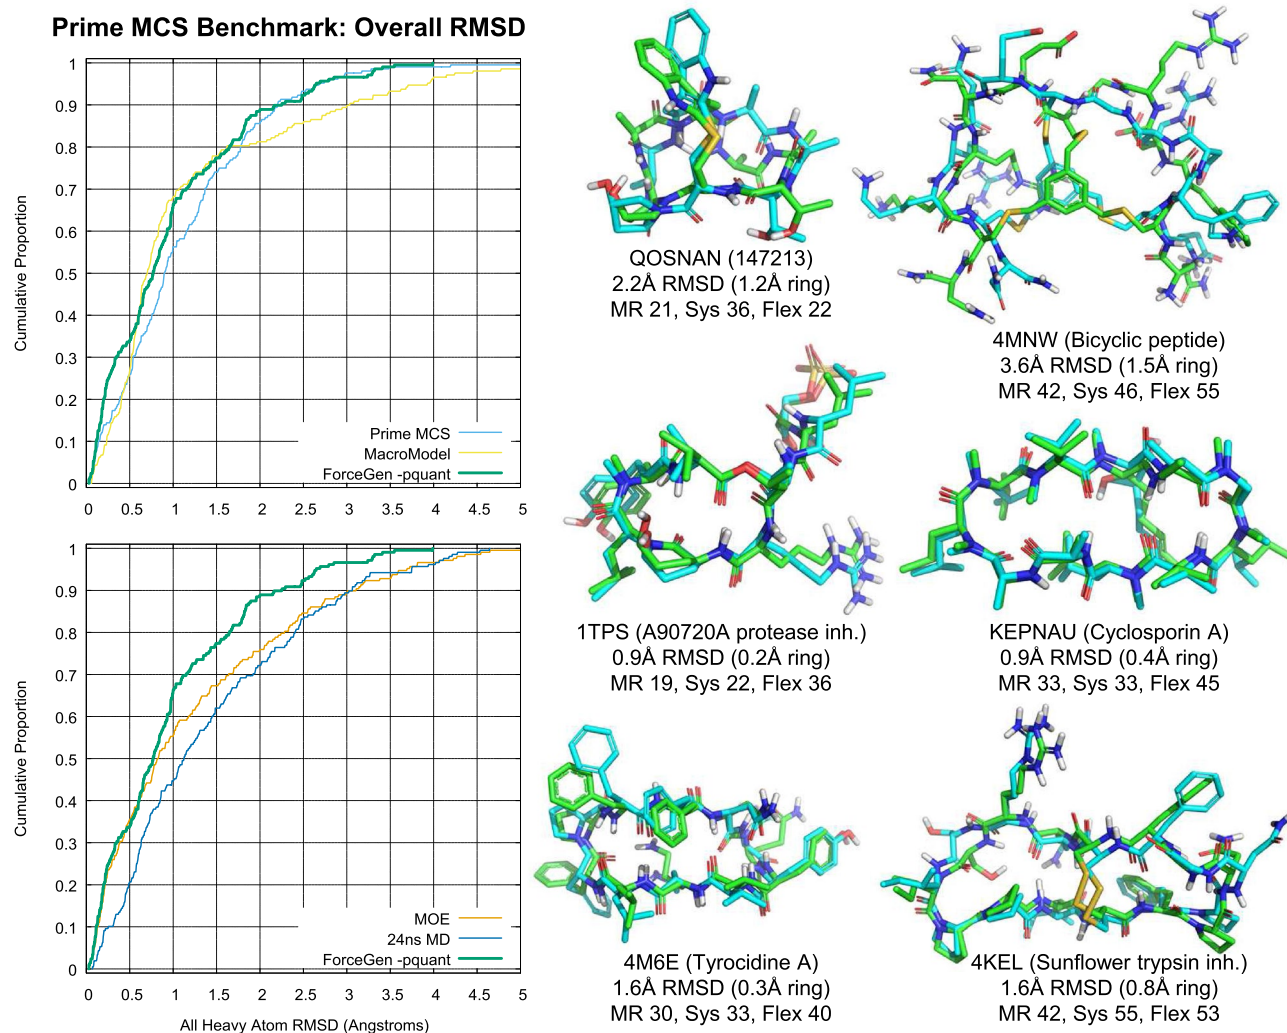 Prime MCS Benchmark: Overall RMSD
1
0.9
0.8
0.7
0.6
0.5
0.4
0.3
0.2
0.1
0
Cumulative Proportion
Prime MCS
MacroModel
ForceGen -pquant
0 0.5 1 1.5 2 2.5 3 3.5 4 4.5 5
1
0.9
0.8
0.7
0.6
0.5
0.4
0.3
0.2
0.1
0
Cumulative Proportion
MOE
24ns MD
ForceGen -pquant
0 0.5 1 1.5 2 2.5 3 3.5 4 4.5 5
All Heavy Atom RMSD (Angstroms)
QOSNAN (147213)
2.2Å RMSD (1.2Å ring)
MR 21, Sys 36, Flex 22
4MNW (Bicyclic peptide)
3.6Å RMSD (1.5Å ring)
MR 42, Sys 46, Flex 55
1TPS (A90720A protease inh.)
0.9Å RMSD (0.2Å ring)
MR 19, Sys 22, Flex 36
KEPNAU (Cyclosporin A)
0.9Å RMSD (0.4Å ring)
MR 33, Sys 33, Flex 45
4M6E (Tyrocidine A)
1.6Å RMSD (0.3Å ring)
MR 30, Sys 33, Flex 40
4KEL (Sunflower trypsin inh.)
1.6Å RMSD (0.8Å ring)
MR 42, Sys 55, Flex 53